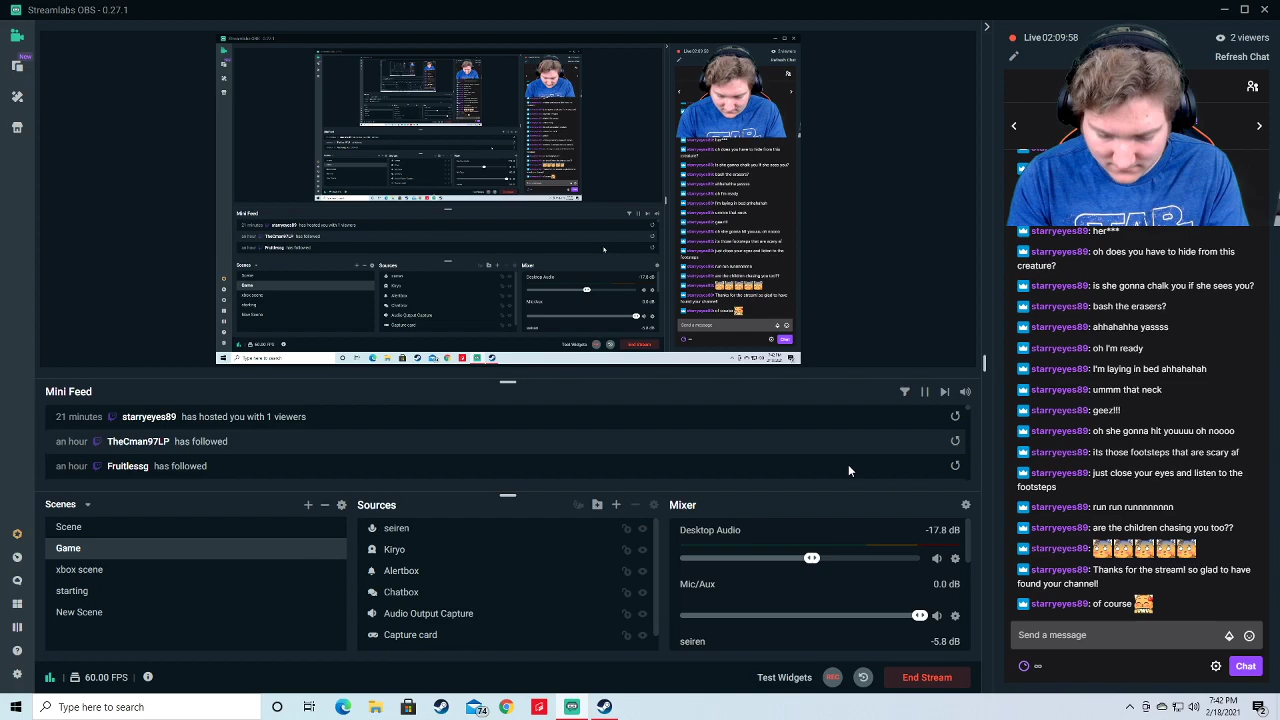 Streamlabs OBS - 0.27.1
New
Live 02:09:58
2 viewers
Refresh Chat
Mini Feed
21 minutes starryeyes89 has hosted you with 1 viewers
an hour TheCman97LP has followed
an hour Fruitlessg has followed
Scenes
Scene
Game
xbox scene
starting
New Scene
Sources
seiren
Kiryo
Alertbox
Chatbox
Audio Output Capture
Capture card
Mixer
Desktop Audio -17.8 dB
Mic/Aux 0.0 dB
seiren -5.8 dB
60.00 FPS
Test Widgets
REC
End Stream
starryeyes89: her***
starryeyes89: oh does you have to hide from this
creature?
starryeyes89: is she gonna chalk you if she sees you?
starryeyes89: bash the erasers?
starryeyes89: ahhahahha yassss
starryeyes89: oh I'm ready
starryeyes89: I'm laying in bed ahhahahah
starryeyes89: ummm that neck
starryeyes89: geez!!!
starryeyes89: oh she gonna hit youuuu oh noooo
starryeyes89: its those footsteps that are scary af
starryeyes89: just close your eyes and listen to the
footsteps
starryeyes89: run run runnnnnnn
starryeyes89: are the children chasing you too??
starryeyes89:
starryeyes89: Thanks for the stream! so glad to have
found your channel!
starryeyes89: of course
Send a message
Chat
Type here to search
74
7:42 PM
2/18/2021